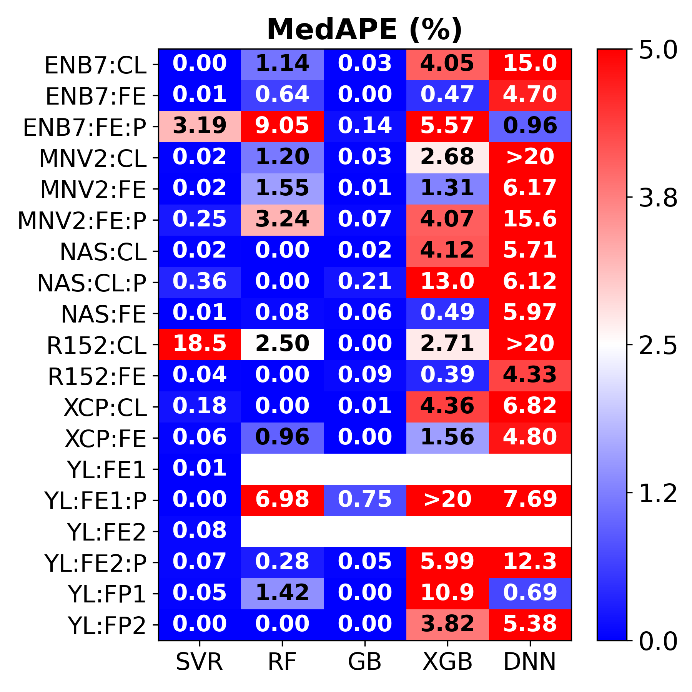 MedAPE (%)
ENB7:CL 0.00 1.14 0.03 4.05 15.0
ENB7:FE 0.01 0.64 0.00 0.47 4.70
ENB7:FE:P 3.19 9.05 0.14 5.57 0.96
MNV2:CL 0.02 1.20 0.03 2.68 >20
MNV2:FE 0.02 1.55 0.01 1.31 6.17
MNV2:FE:P 0.25 3.24 0.07 4.07 15.6
NAS:CL 0.02 0.00 0.02 4.12 5.71
NAS:CL:P 0.36 0.00 0.21 13.0 6.12
NAS:FE 0.01 0.08 0.06 0.49 5.97
R152:CL 18.5 2.50 0.00 2.71 >20
R152:FE 0.04 0.00 0.09 0.39 4.33
XCP:CL 0.18 0.00 0.01 4.36 6.82
XCP:FE 0.06 0.96 0.00 1.56 4.80
YL:FE1 0.01
YL:FE1:P 0.00 6.98 0.75 >20 7.69
YL:FE2 0.08
YL:FE2:P 0.07 0.28 0.05 5.99 12.3
YL:FP1 0.05 1.42 0.00 10.9 0.69
YL:FP2 0.00 0.00 0.00 3.82 5.38
SVR RF GB XGB DNN
5.0
3.8
2.5
1.2
0.0